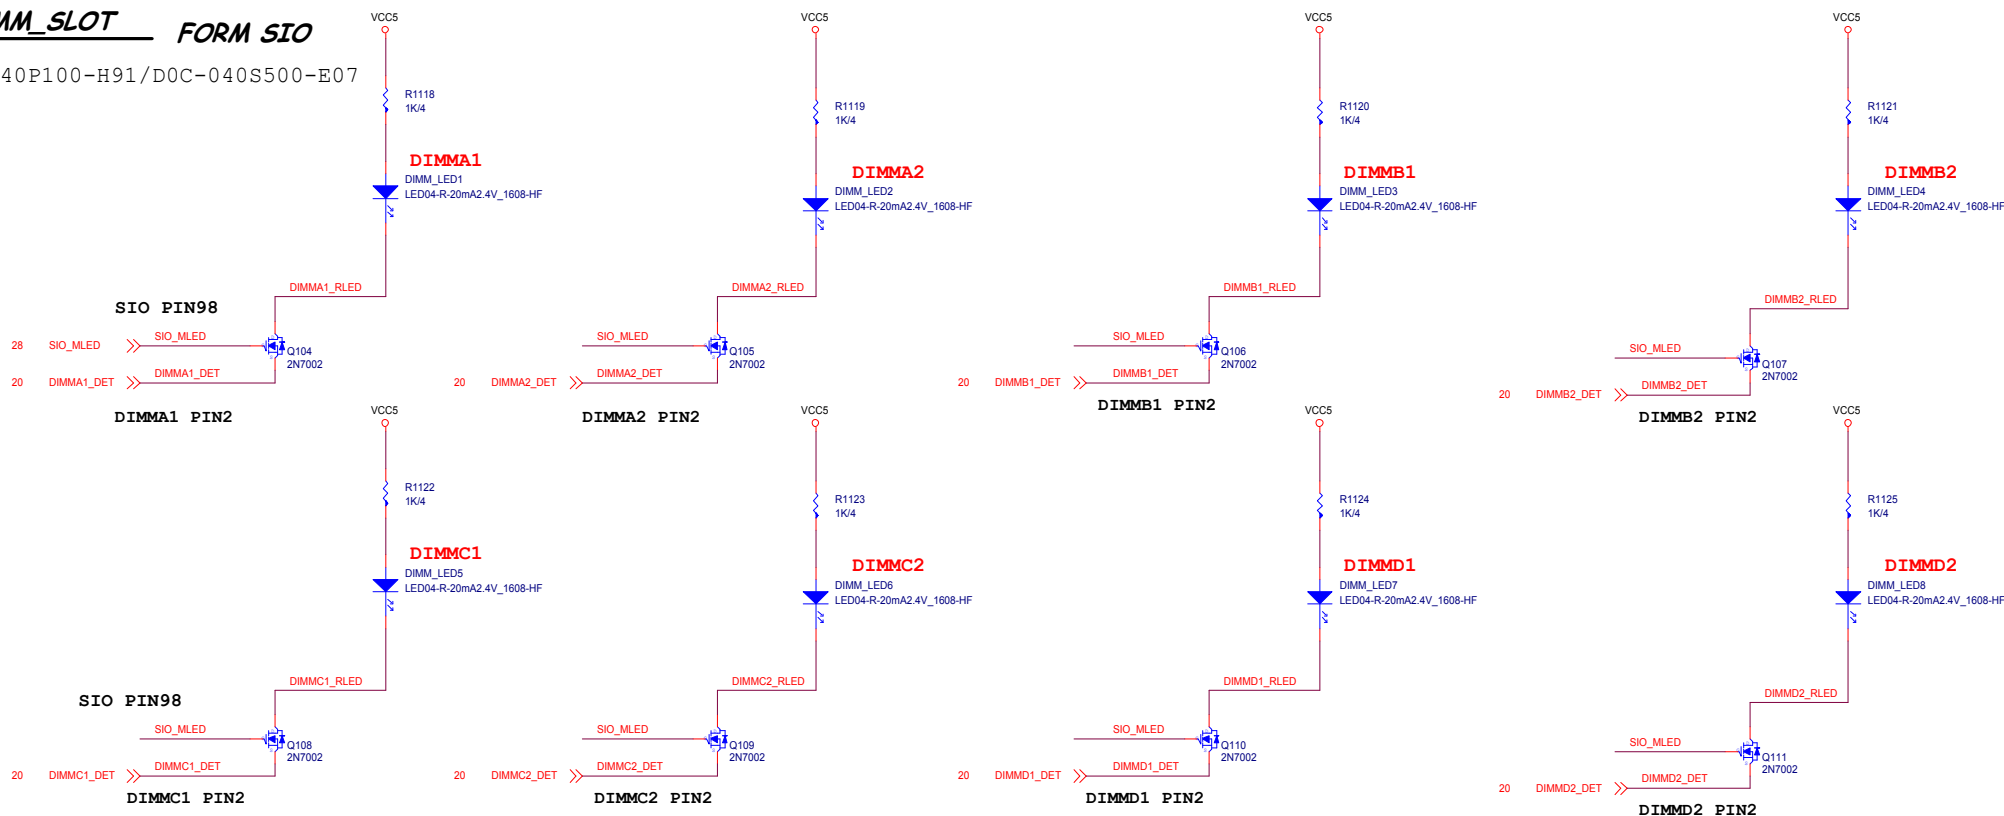 MM_SLOT FORM SIO
40P100-H91/D0C-040S500-E07
VCC5
R1118
1K/4
DIMMA1
DIMM_LED1
LED04-R-20mA2.4V_1608-HF
DIMMA1_RLED
SIO PIN98
28 SIO_MLED SIO_MLED
Q104
2N7002
20 DIMMA1_DET DIMMA1_DET
DIMMA1 PIN2
VCC5
R1119
1K/4
DIMMA2
DIMM_LED2
LED04-R-20mA2.4V_1608-HF
DIMMA2_RLED
SIO_MLED
Q105
2N7002
20 DIMMA2_DET DIMMA2_DET
DIMMA2 PIN2
VCC5
R1120
1K/4
DIMMB1
DIMM_LED3
LED04-R-20mA2.4V_1608-HF
DIMMB1_RLED
SIO_MLED
Q106
2N7002
20 DIMMB1_DET DIMMB1_DET
DIMMB1 PIN2
VCC5
R1121
1K/4
DIMMB2
DIMM_LED4
LED04-R-20mA2.4V_1608-HF
DIMMB2_RLED
SIO_MLED
Q107
2N7002
20 DIMMB2_DET DIMMB2_DET
DIMMB2 PIN2
VCC5
R1122
1K/4
DIMMC1
DIMM_LED5
LED04-R-20mA2.4V_1608-HF
DIMMC1_RLED
SIO PIN98
SIO_MLED
Q108
2N7002
20 DIMMC1_DET DIMMC1_DET
DIMMC1 PIN2
VCC5
R1123
1K/4
DIMMC2
DIMM_LED6
LED04-R-20mA2.4V_1608-HF
DIMMC2_RLED
SIO_MLED
Q109
2N7002
20 DIMMC2_DET DIMMC2_DET
DIMMC2 PIN2
VCC5
R1124
1K/4
DIMMD1
DIMM_LED7
LED04-R-20mA2.4V_1608-HF
DIMMD1_RLED
SIO_MLED
Q110
2N7002
20 DIMMD1_DET DIMMD1_DET
DIMMD1 PIN2
VCC5
R1125
1K/4
DIMMD2
DIMM_LED8
LED04-R-20mA2.4V_1608-HF
DIMMD2_RLED
SIO_MLED
Q111
2N7002
20 DIMMD2_DET DIMMD2_DET
DIMMD2 PIN2